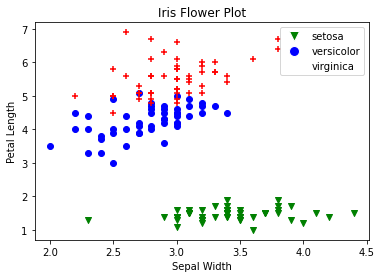 Iris Flower Plot
setosa
versicolor
virginica
Petal Length
7
6
5
4
3
2
1
2.0 2.5 3.0 3.5 4.0 4.5
Sepal Width